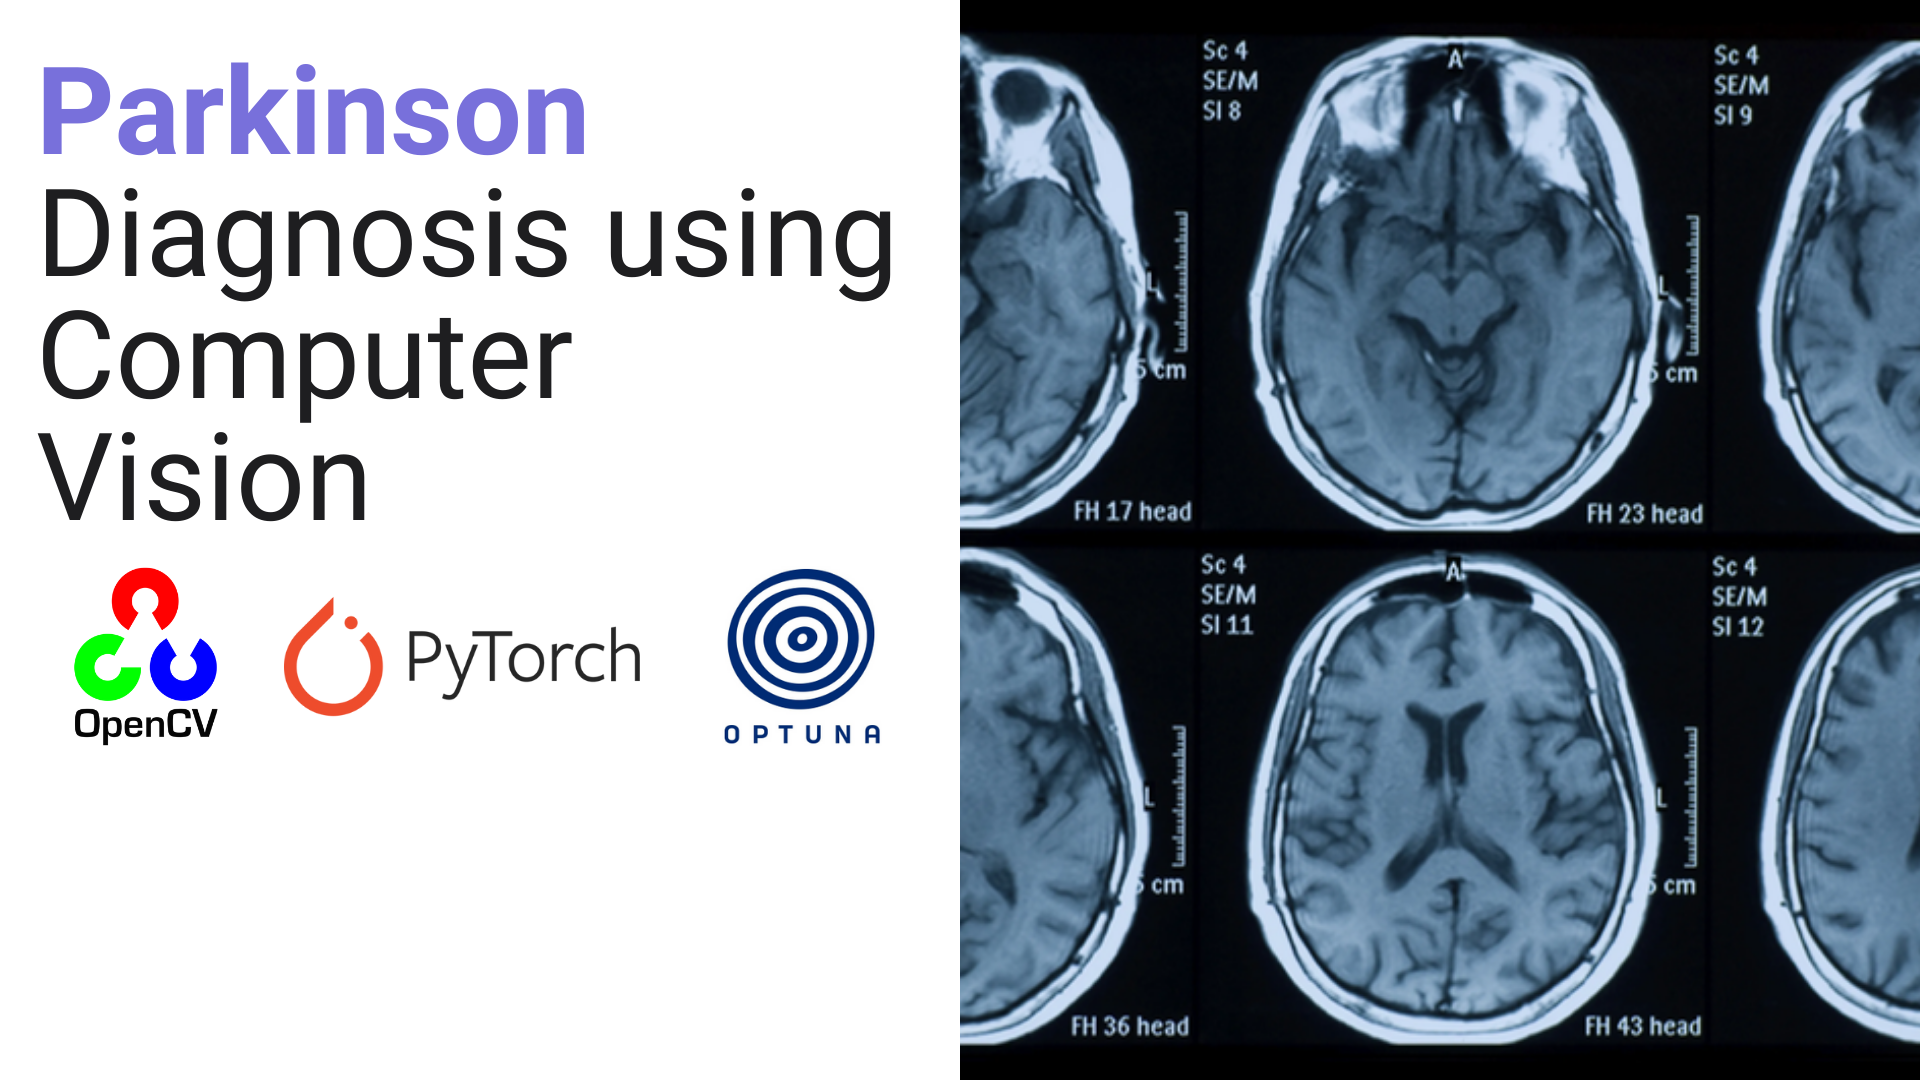 Parkinson
Diagnosis using
Computer
Vision
OpenCV
PyTorch
OPTUNA
L
5 cm
FH 17 head
Sc 4
SE/M
SI 8
A
L
5 cm
FH 23 head
Sc 4
SE/M
SI 9
L
cm
FH 36 head
Sc 4
SE/M
SI 11
A
L
5 cm
FH 43 head
Sc 4
SE/M
SI 12